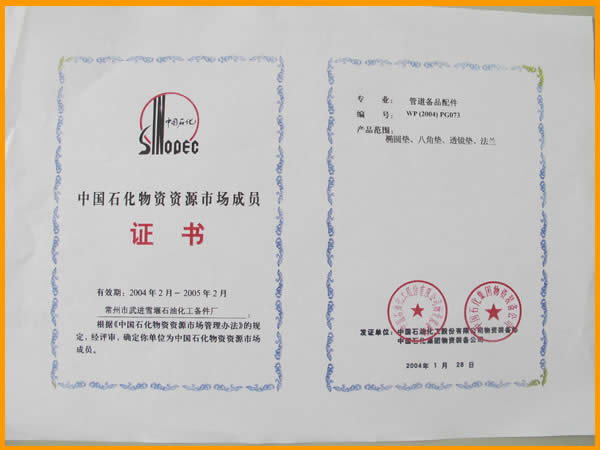 中国石化
SINOPEC
中国石化物资资源市场成员
证 书
有效期：2004年2月－2005年2月
常州市武进雪堰石油化工备件厂：
根据《中国石化物资资源市场管理办法》的规
定，经评审，确定你单位为中国石化物资资源市场
成员。
专 业： 管道备品配件
编 号： WP (2004) PG073
产品范围：
椭圆垫、八角垫、透镜垫、法兰
发证单位：中国石油化工股份有限公司物资装备部
中国石化集团物资装备公司
2004年 1 月 28 日